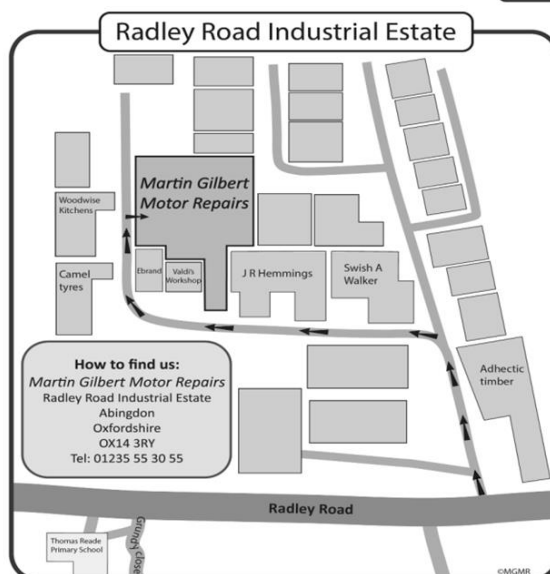 Radley Road Industrial Estate
Martin Gilbert
Motor Repairs
Woodwise
Kitchens
Camel
tyres
Ebrand
Valdi's
Workshop
J R Hemmings
Swish A
Walker
Adhectic
timber
How to find us:
Martin Gilbert Motor Repairs
Radley Road Industrial Estate
Abingdon
Oxfordshire
OX14 3RY
Tel: 01235 55 30 55
Radley Road
Thomas Reade
Primary School
Grundy Close
©MGMR